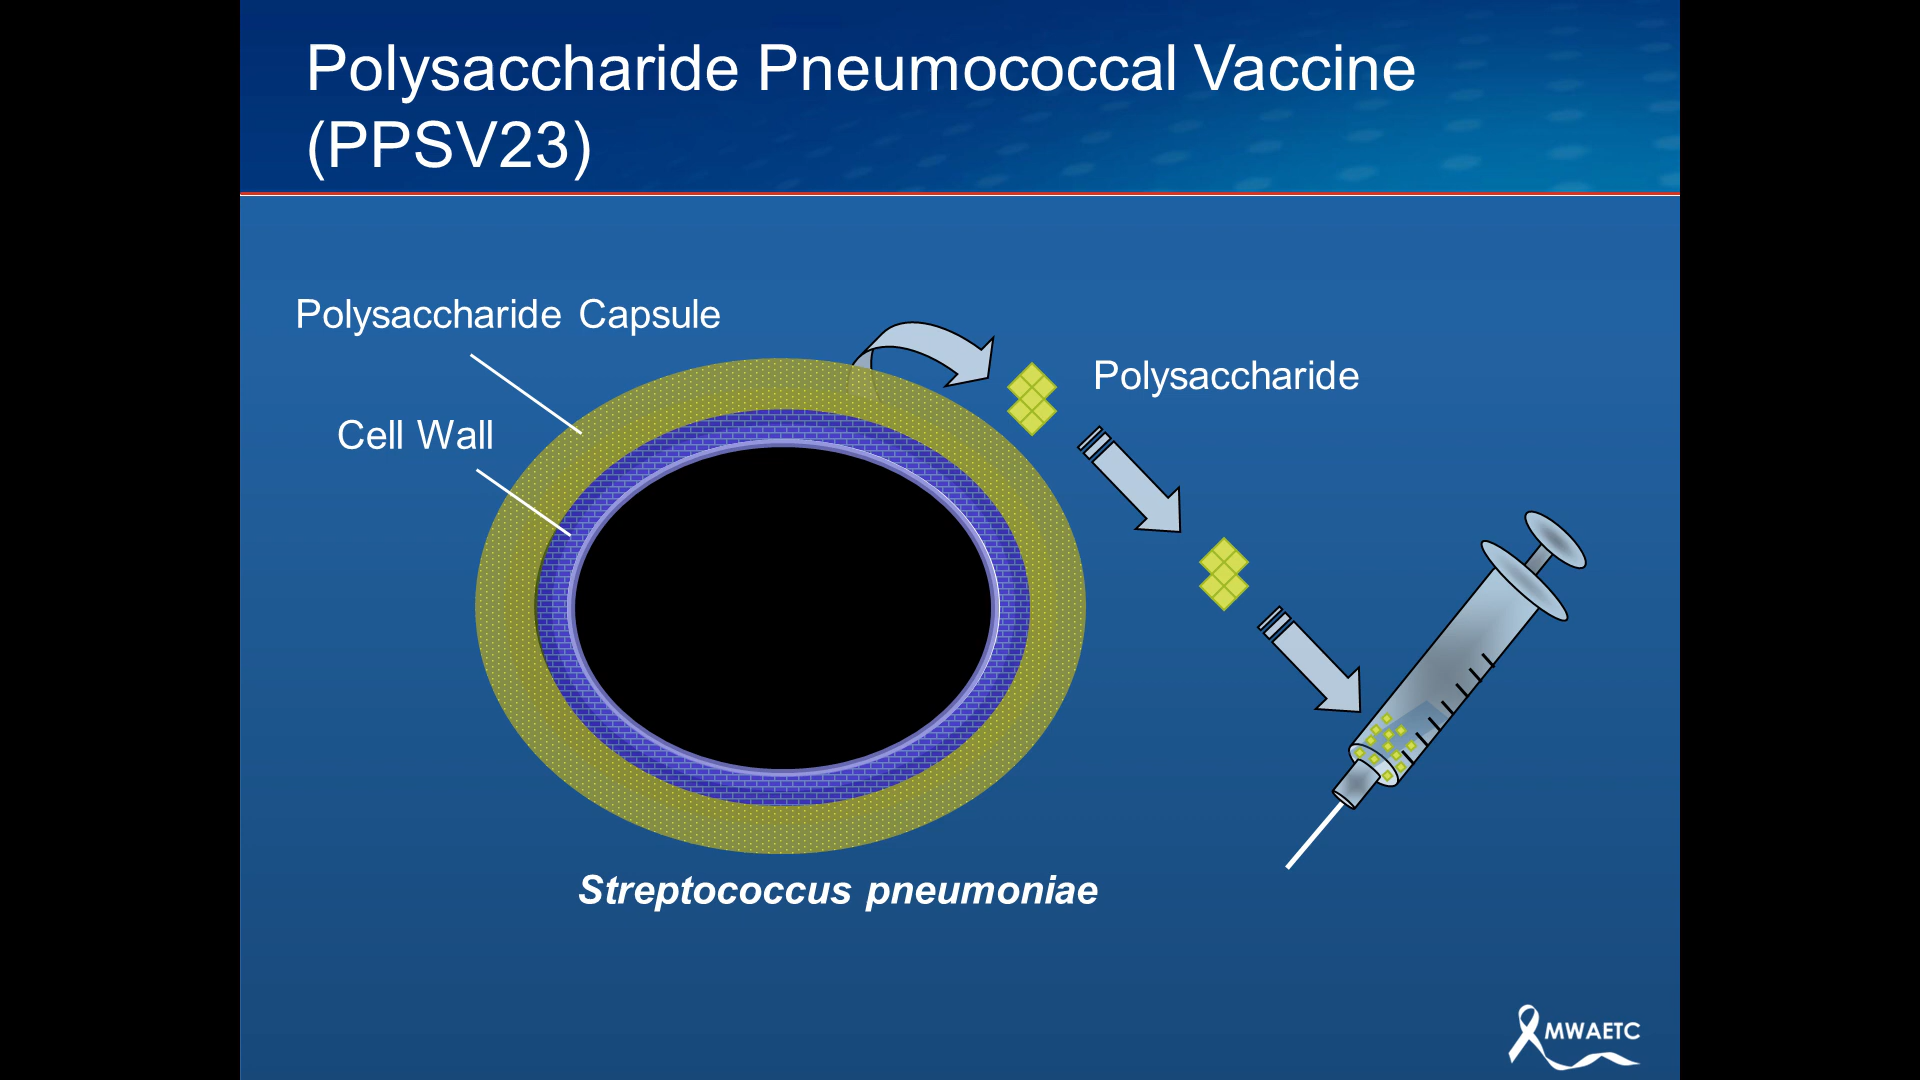 Polysaccharide Pneumococcal Vaccine
(PPSV23)
Polysaccharide Capsule
Polysaccharide
Cell Wall
Streptococcus pneumoniae
MWAETC